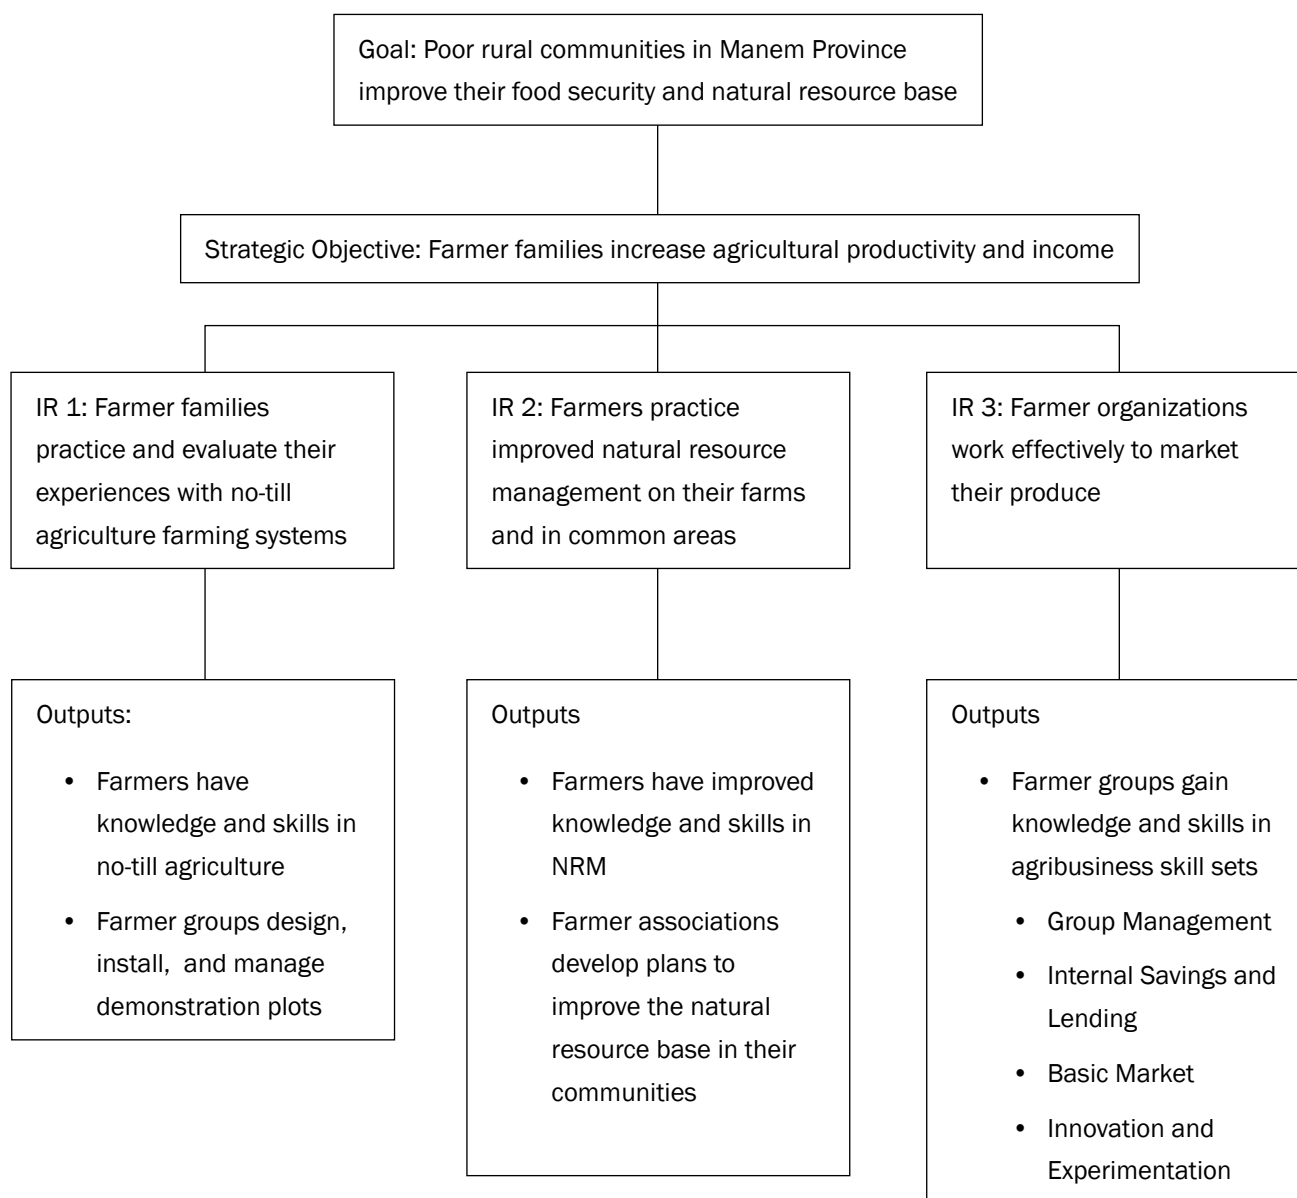 Goal: Poor rural communities in Manem Province
improve their food security and natural resource base
Strategic Objective: Farmer families increase agricultural productivity and income
IR 1: Farmer families
practice and evaluate their
experiences with no-till
agriculture farming systems
IR 2: Farmers practice
improved natural resource
management on their farms
and in common areas
IR 3: Farmer organizations
work effectively to market
their produce
Outputs:
• Farmers have
knowledge and skills in
no-till agriculture
• Farmer groups design,
install, and manage
demonstration plots
Outputs
• Farmers have improved
knowledge and skills in
NRM
• Farmer associations
develop plans to
improve the natural
resource base in their
communities
Outputs
• Farmer groups gain
knowledge and skills in
agribusiness skill sets
• Group Management
• Internal Savings and
Lending
• Basic Market
• Innovation and
Experimentation